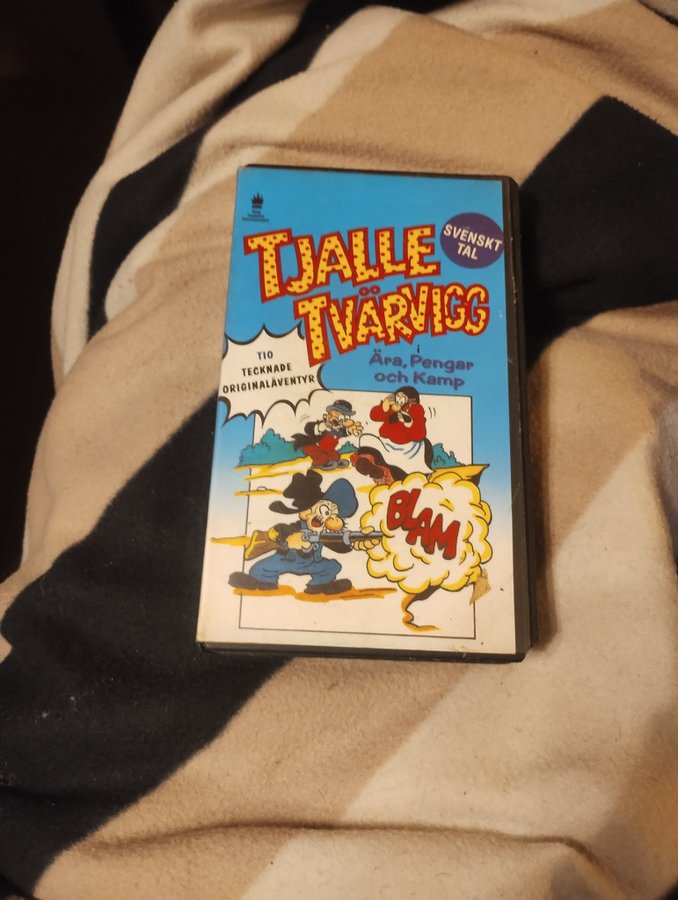 SVENSKT
TAL
TJALLE
TVÄRVIGG
i
Ära, Pengar
och Kamp
TIO
TECKNADE
ORIGINALÄVENTYR
BLAM